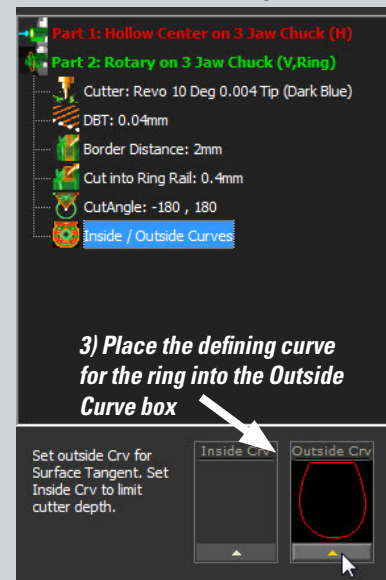 Part 1: Hollow Center on 3 Jaw Chuck (H)
Part 2: Rotary on 3 Jaw Chuck (V,Ring)
Cutter: Revo 10 Deg 0.004 Tip (Dark Blue)
DBT: 0.04mm
Border Distance: 2mm
Cut into Ring Rail: 0.4mm
CutAngle: -180 , 180
Inside / Outside Curves
3) Place the defining curve
for the ring into the Outside
Curve box
Set outside Crv for
Surface Tangent. Set
Inside Crv to limit
cutter depth.
Inside Crv
Outside Crv